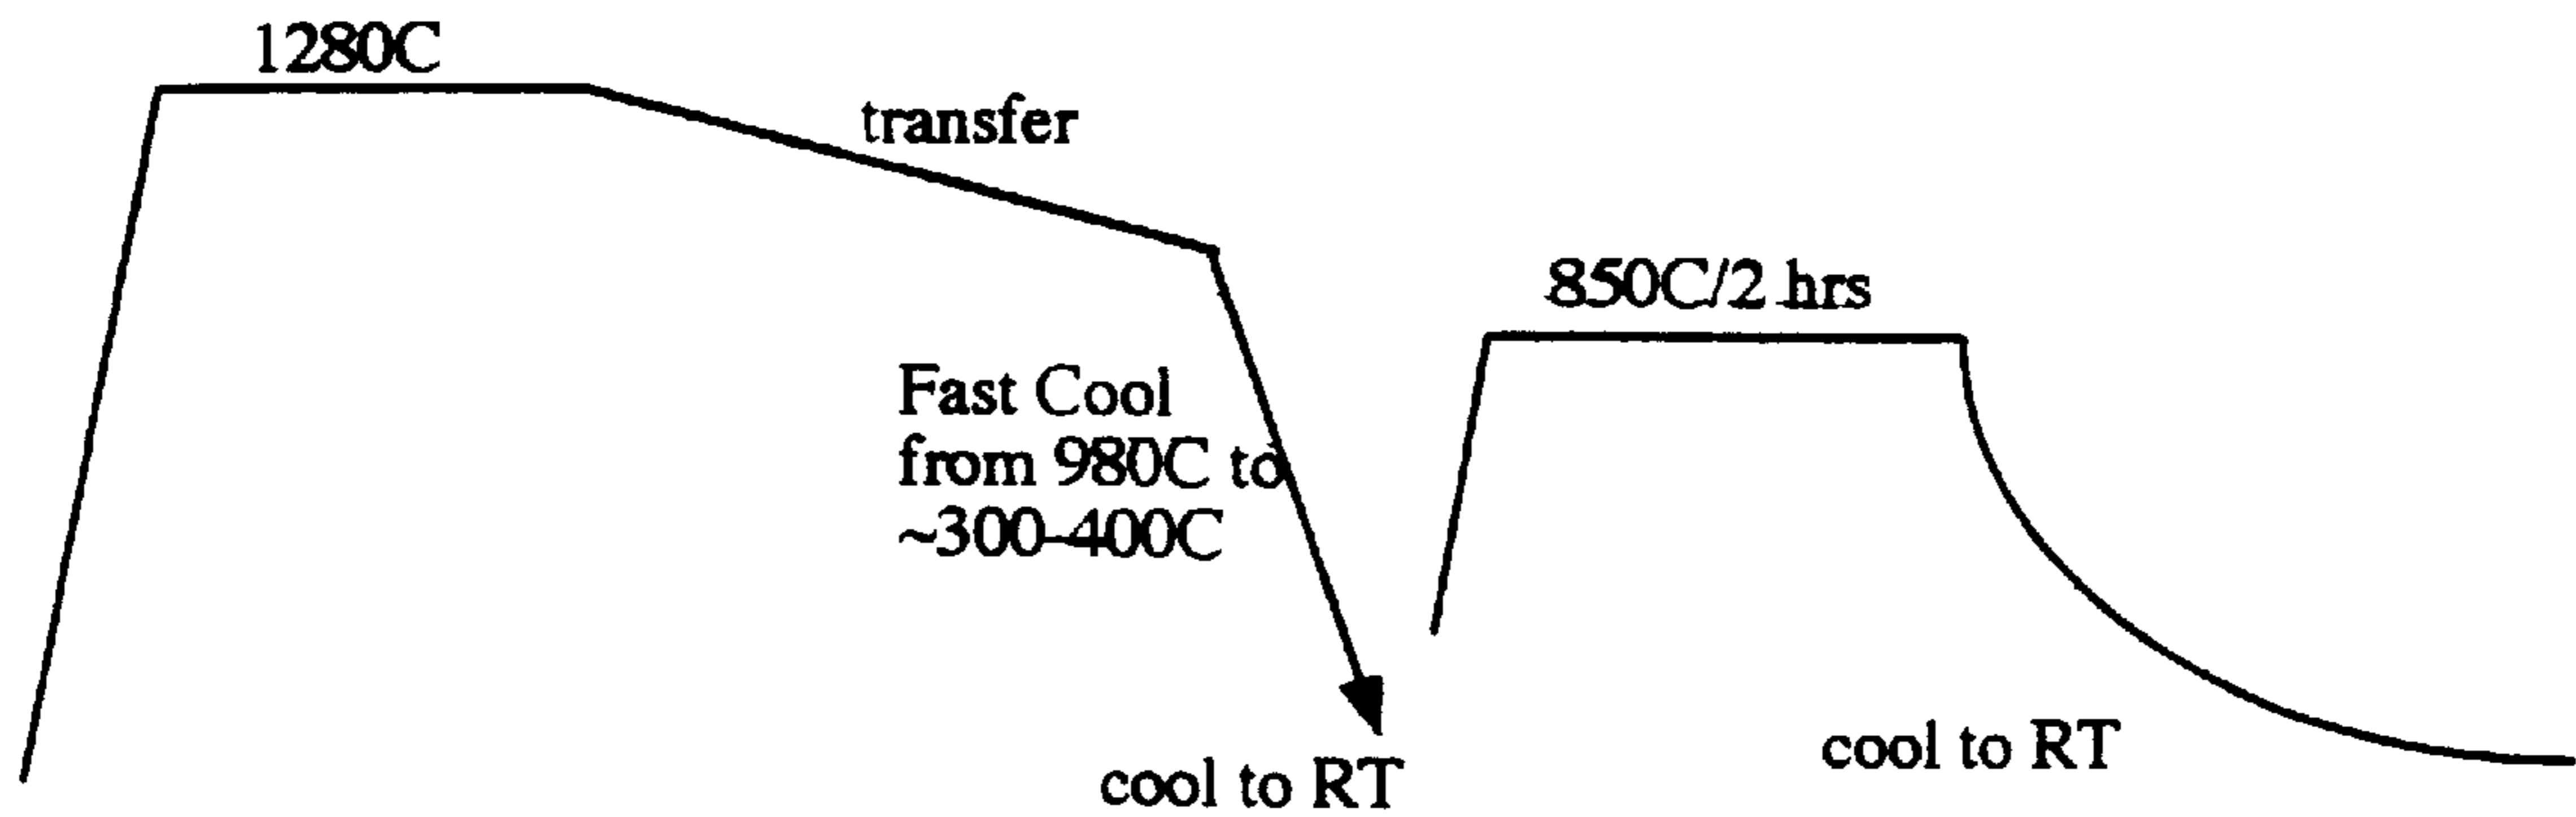 1280C
transfer
Fast Cool
from 980C to
~300-400C
cool to RT
850C/2 hrs
cool to RT